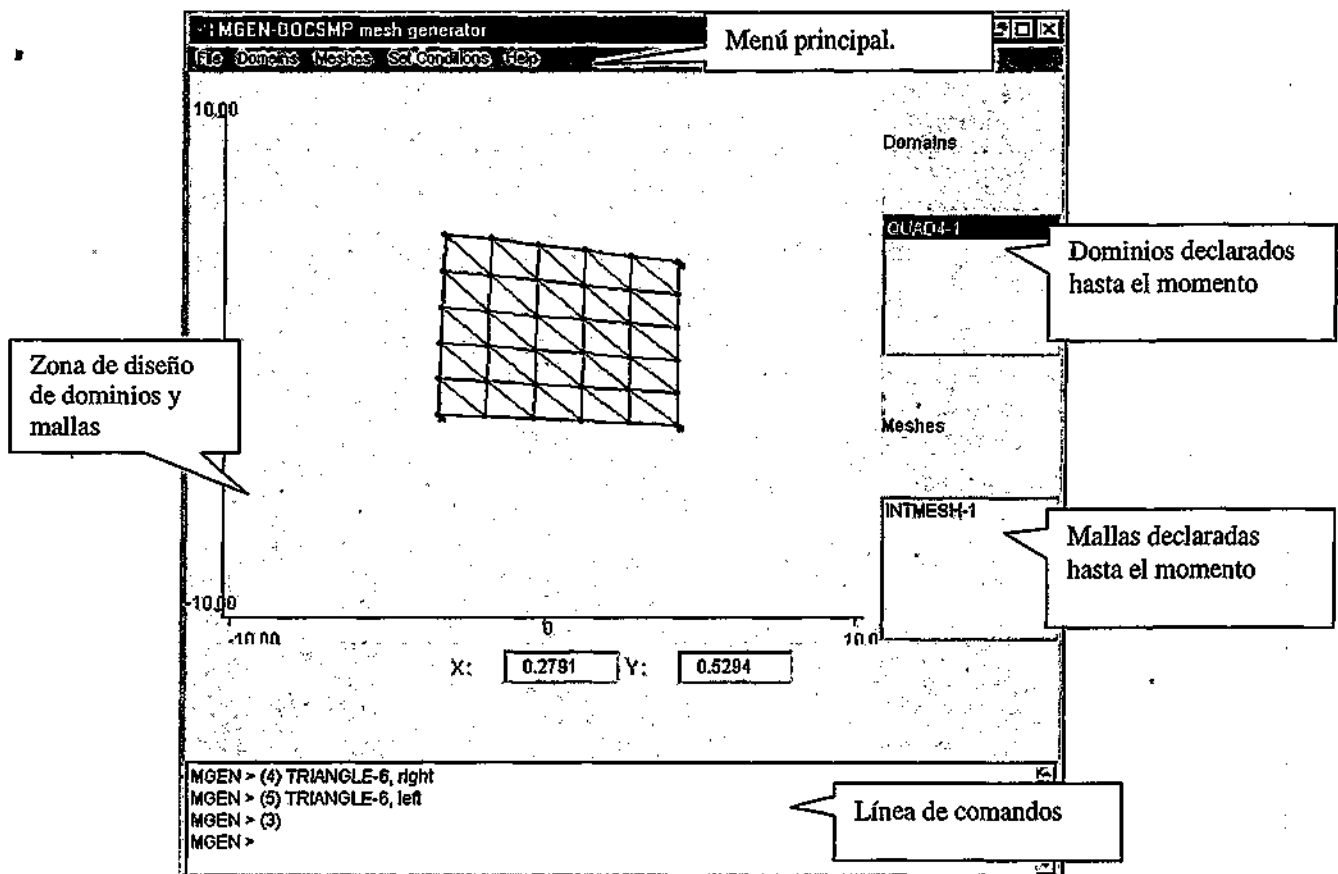 MGEN-DOCSMP mesh generator
Menú principal.
File Domains Meshes Set Conditions Help
10.00
Domains
QUAD4-1
Dominios declarados
hasta el momento
Zona de diseño
de dominios y
mallas
Meshes
INTMESH-1
Mallas declaradas
hasta el momento
-10.00
-10.00
0
10.0
X: 0.2791 Y: 0.5294
MGEN > (4) TRIANGLE-6, right
MGEN > (5) TRIANGLE-6, left
MGEN > (3)
MGEN >
Línea de comandos